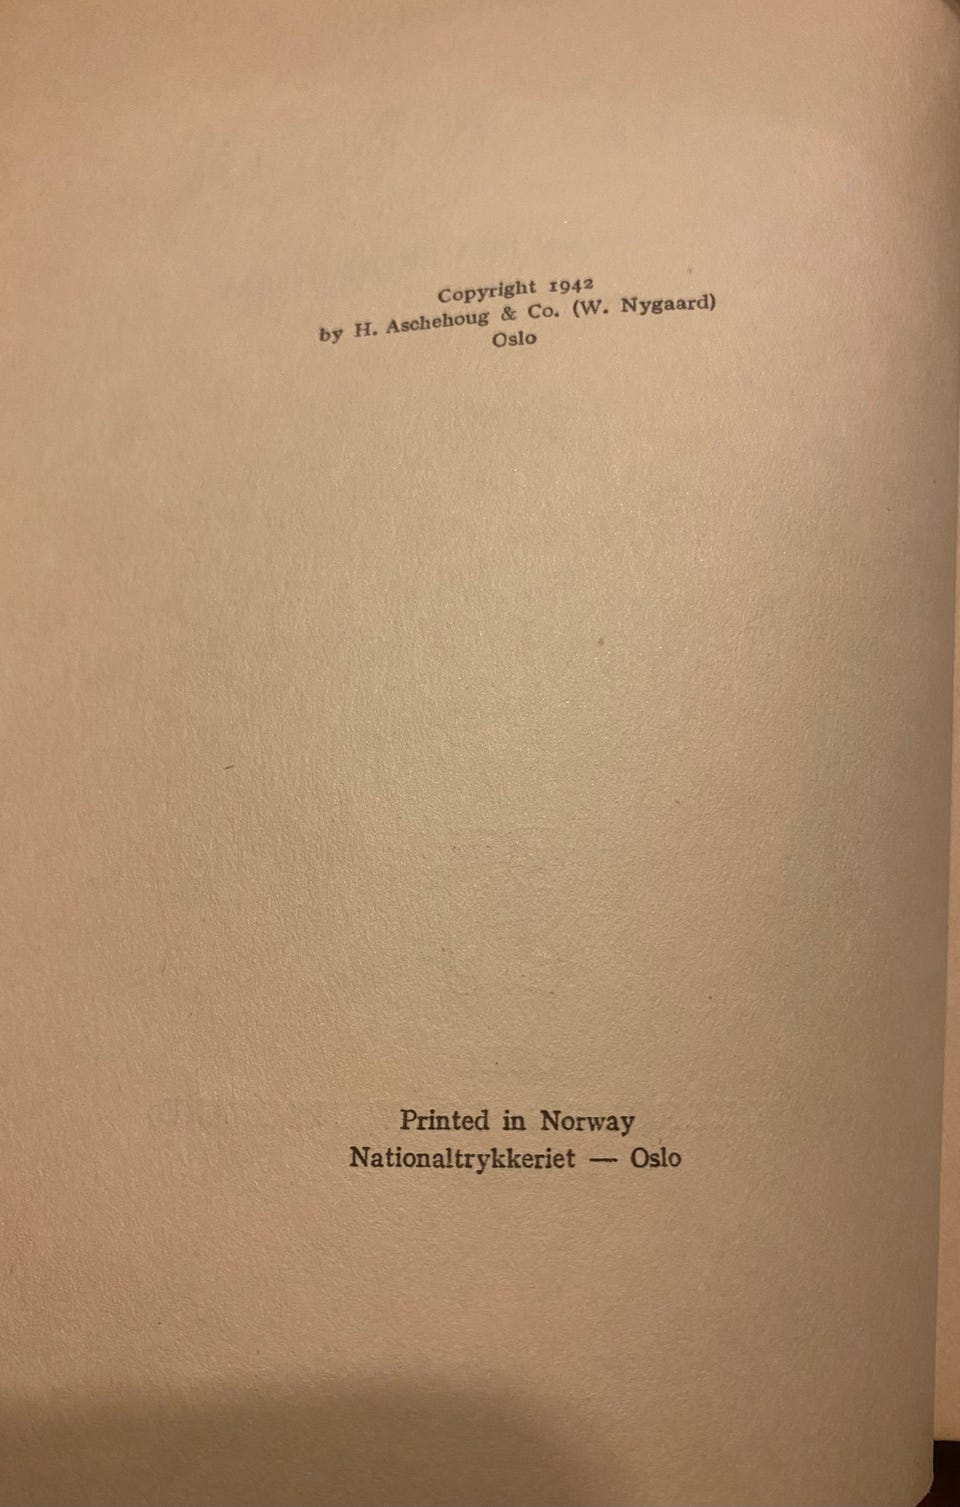 Copyright 1942
by H. Aschehoug & Co. (W. Nygaard)
Oslo
Printed in Norway
Nationaltrykkeriet — Oslo